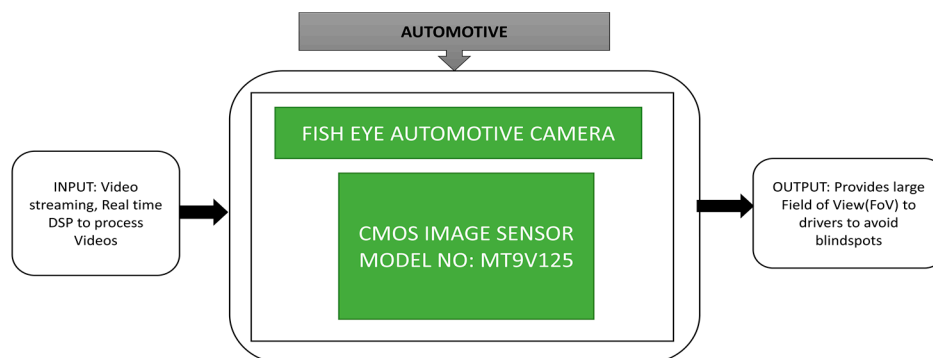 AUTOMOTIVE
FISH EYE AUTOMOTIVE CAMERA
INPUT: Video
streaming, Real time
DSP to process
Videos
CMOS IMAGE SENSOR
MODEL NO: MT9V125
OUTPUT: Provides large
Field of View(FoV) to
drivers to avoid
blindspots